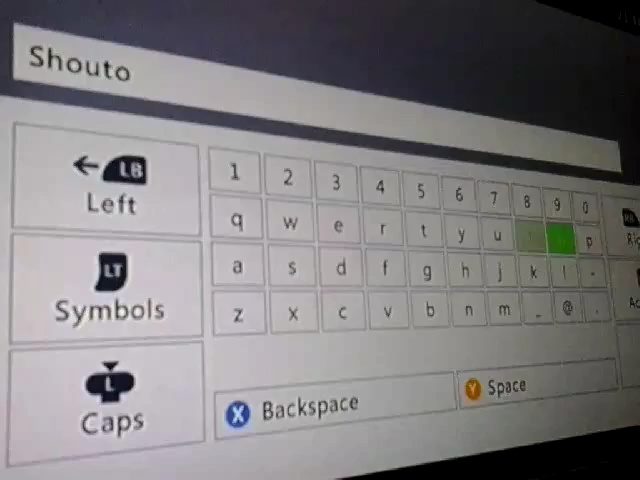 Shouto
LB
Left
1 2 3 4 5 6 7 8 9 0
q w e r t y u p
LT
Symbols
a s d f g h j k l -
z x c v b n m _ @ .
L
Caps
X Backspace
Y Space